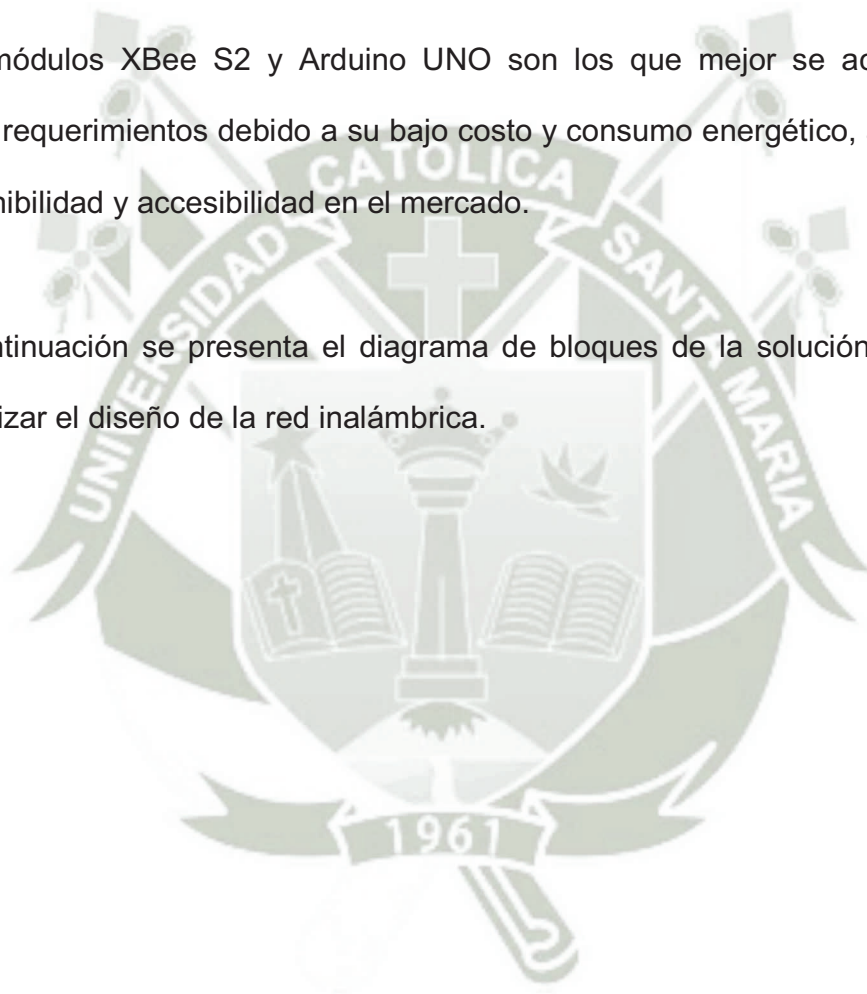 módulos XBee S2 y Arduino UNO son los que mejor se
requerimientos debido a su bajo costo y consumo energético,
nibilidad y accesibilidad en el mercado.
ntinuación se presenta el diagrama de bloques de la solución
izar el diseño de la red inalámbrica.
UNIVERSIDAD CATOLICA SANTA MARIA
1961